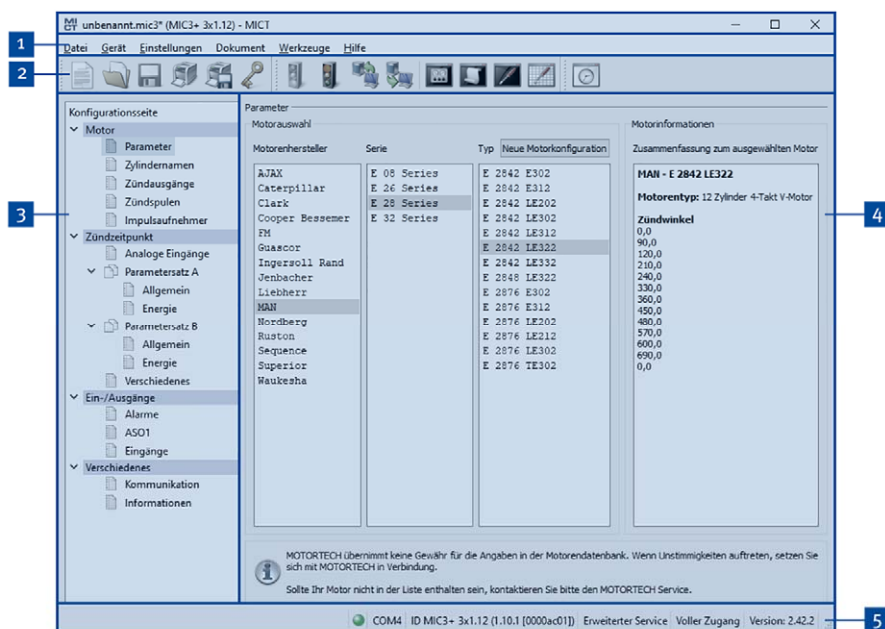 MICT unbenannt.mic3* (MIC3+ 3x1.12) - MICT
1
Datei Gerät Einstellungen Dokument Werkzeuge Hilfe
2
Konfigurationsseite
Motor
Parameter
Zylindernamen
Zündausgänge
Zündspulen
Impulsaufnehmer
3
Zündzeitpunkt
Analoge Eingänge
Parametersatz A
Allgemein
Energie
Parametersatz B
Allgemein
Energie
Verschiedenes
Ein-/Ausgänge
Alarme
ASO1
Eingänge
Verschiedenes
Kommunikation
Informationen
Parameter
Motorauswahl
Motorenhersteller
AJAX
Caterpillar
Clark
Cooper Bessemer
FM
Guascor
Ingersoll Rand
Jenbacher
Liebherr
MAN
Nordberg
Ruston
Sequence
Superior
Waukesha
Serie
E 08 Series
E 26 Series
E 28 Series
E 32 Series
Typ Neue Motorkonfiguration
E 2842 E302
E 2842 E312
E 2842 LE202
E 2842 LE302
E 2842 LE312
E 2842 LE322
E 2842 LE332
E 2848 LE322
E 2876 E302
E 2876 E312
E 2876 LE202
E 2876 LE212
E 2876 LE302
E 2876 TE302
Motorinformationen
Zusammenfassung zum ausgewählten Motor
MAN - E 2842 LE322
Motorentyp: 12 Zylinder 4-Takt V-Motor
Zündwinkel
0,0
90,0
120,0
210,0
240,0
330,0
360,0
450,0
480,0
570,0
600,0
690,0
0,0
4
MOTORTECH übernimmt keine Gewähr für die Angaben in der Motorendatenbank. Wenn Unstimmigkeiten auftreten, setzen Sie
sich mit MOTORTECH in Verbindung.
Sollte Ihr Motor nicht in der Liste enthalten sein, kontaktieren Sie bitte den MOTORTECH Service.
COM4 ID MIC3+ 3x1.12 (1.10.1 [0000ac01]) Erweiterter Service Voller Zugang Version: 2.42.2
5